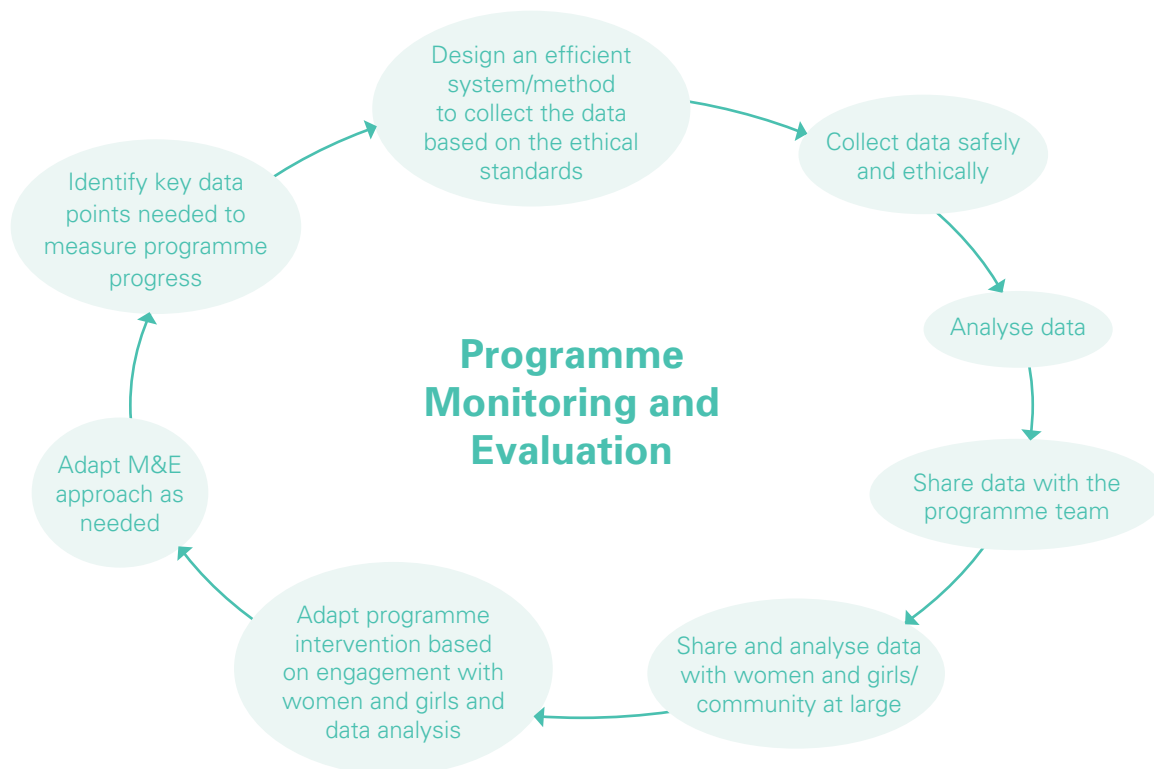 Design an efficient
system/method
to collect the data
based on the ethical
standards
Collect data safely
and ethically
Identify key data
points needed to
measure programme
progress
Analyse data
Programme
Monitoring and
Evaluation
Adapt M&E
approach as
needed
Share data with the
programme team
Adapt programme
intervention based
on engagement with
women and girls and
data analysis
Share and analyse data
with women and girls/
community at large